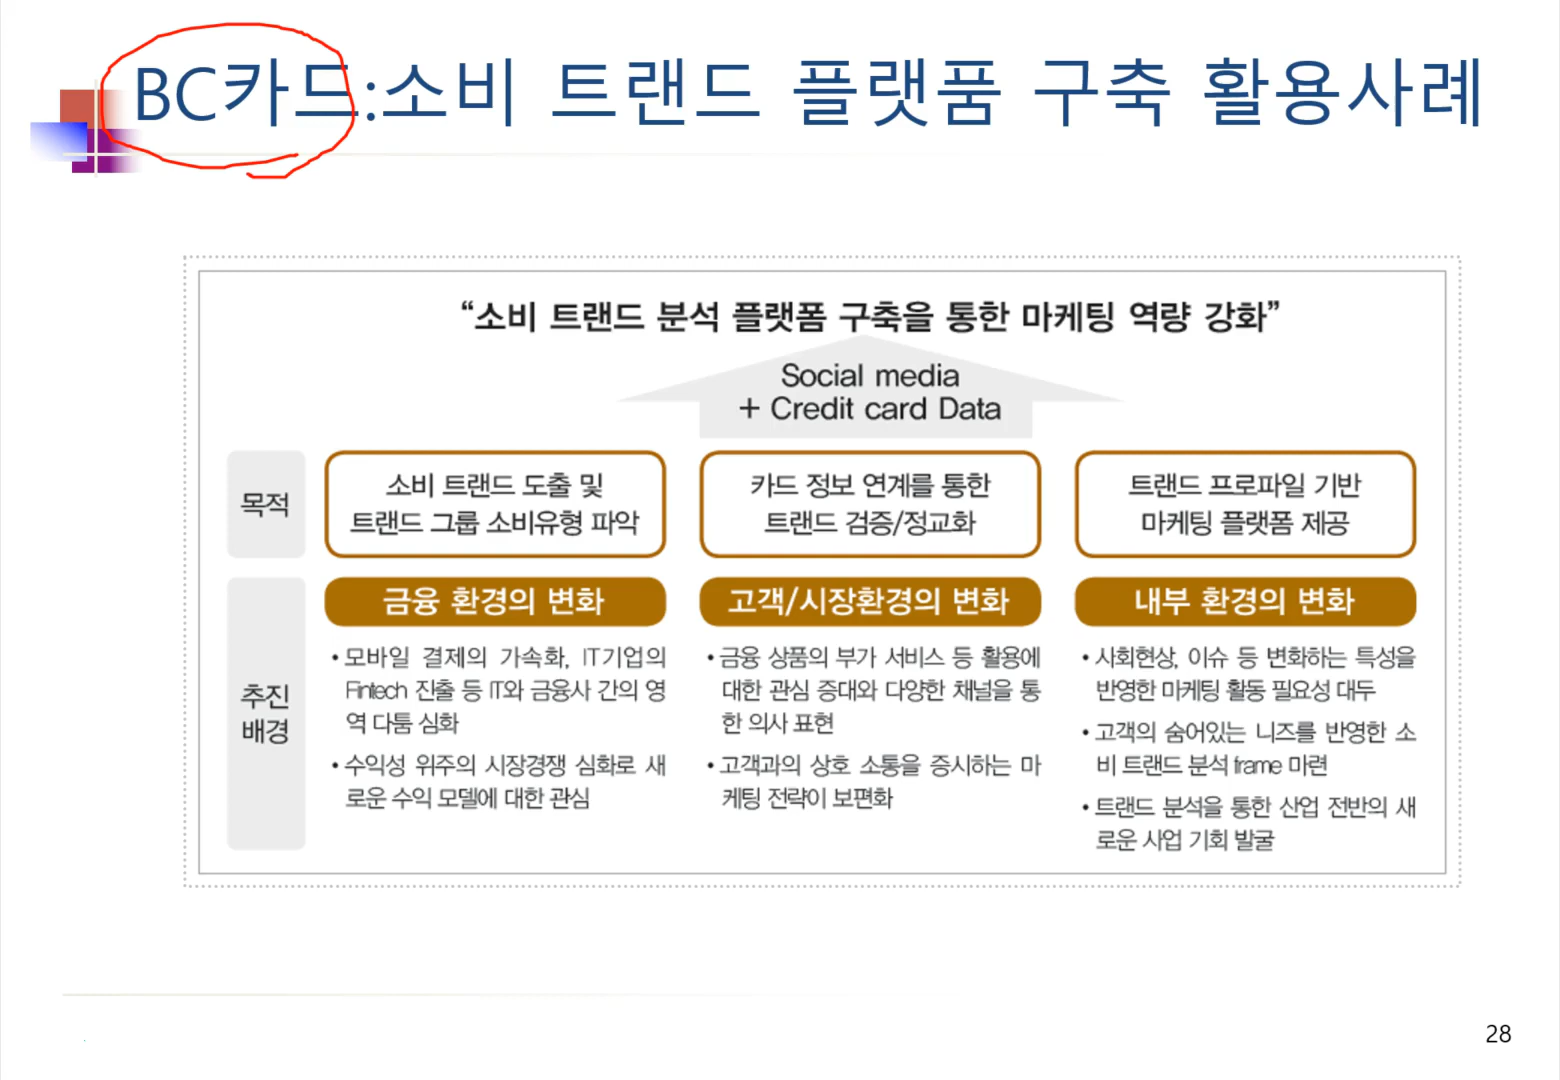 BC카드:소비 트랜드 플랫품 구축 활용사례
“소비 트랜드 분석 플랫폼 구축을 통한 마케팅 역량 강화”
Social media
+ Credit card Data
목적
소비 트랜드 도출 및
트랜드 그룹 소비유형 파악
카드 정보 연계를 통한
트랜드 검증/정교화
트랜드 프로파일 기반
마케팅 플랫폼 제공
추진
배경
금융 환경의 변화
• 모바일 결제의 가속화, IT기업의
Fintech 진출 등 IT와 금융사 간의 영
역 다툼 심화
• 수익성 위주의 시장경쟁 심화로 새
로운 수익 모델에 대한 관심
고객/시장환경의 변화
• 금융 상품의 부가 서비스 등 활용에
대한 관심 증대와 다양한 채널을 통
한 의사 표현
• 고객과의 상호 소통을 증시하는 마
케팅 전략이 보편화
내부 환경의 변화
• 사회현상, 이슈 등 변화하는 특성을
반영한 마케팅 활동 필요성 대두
• 고객의 숨어있는 니즈를 반영한 소
비 트랜드 분석 frame 마련
• 트랜드 분석을 통한 산업 전반의 새
로운 사업 기회 발굴
28